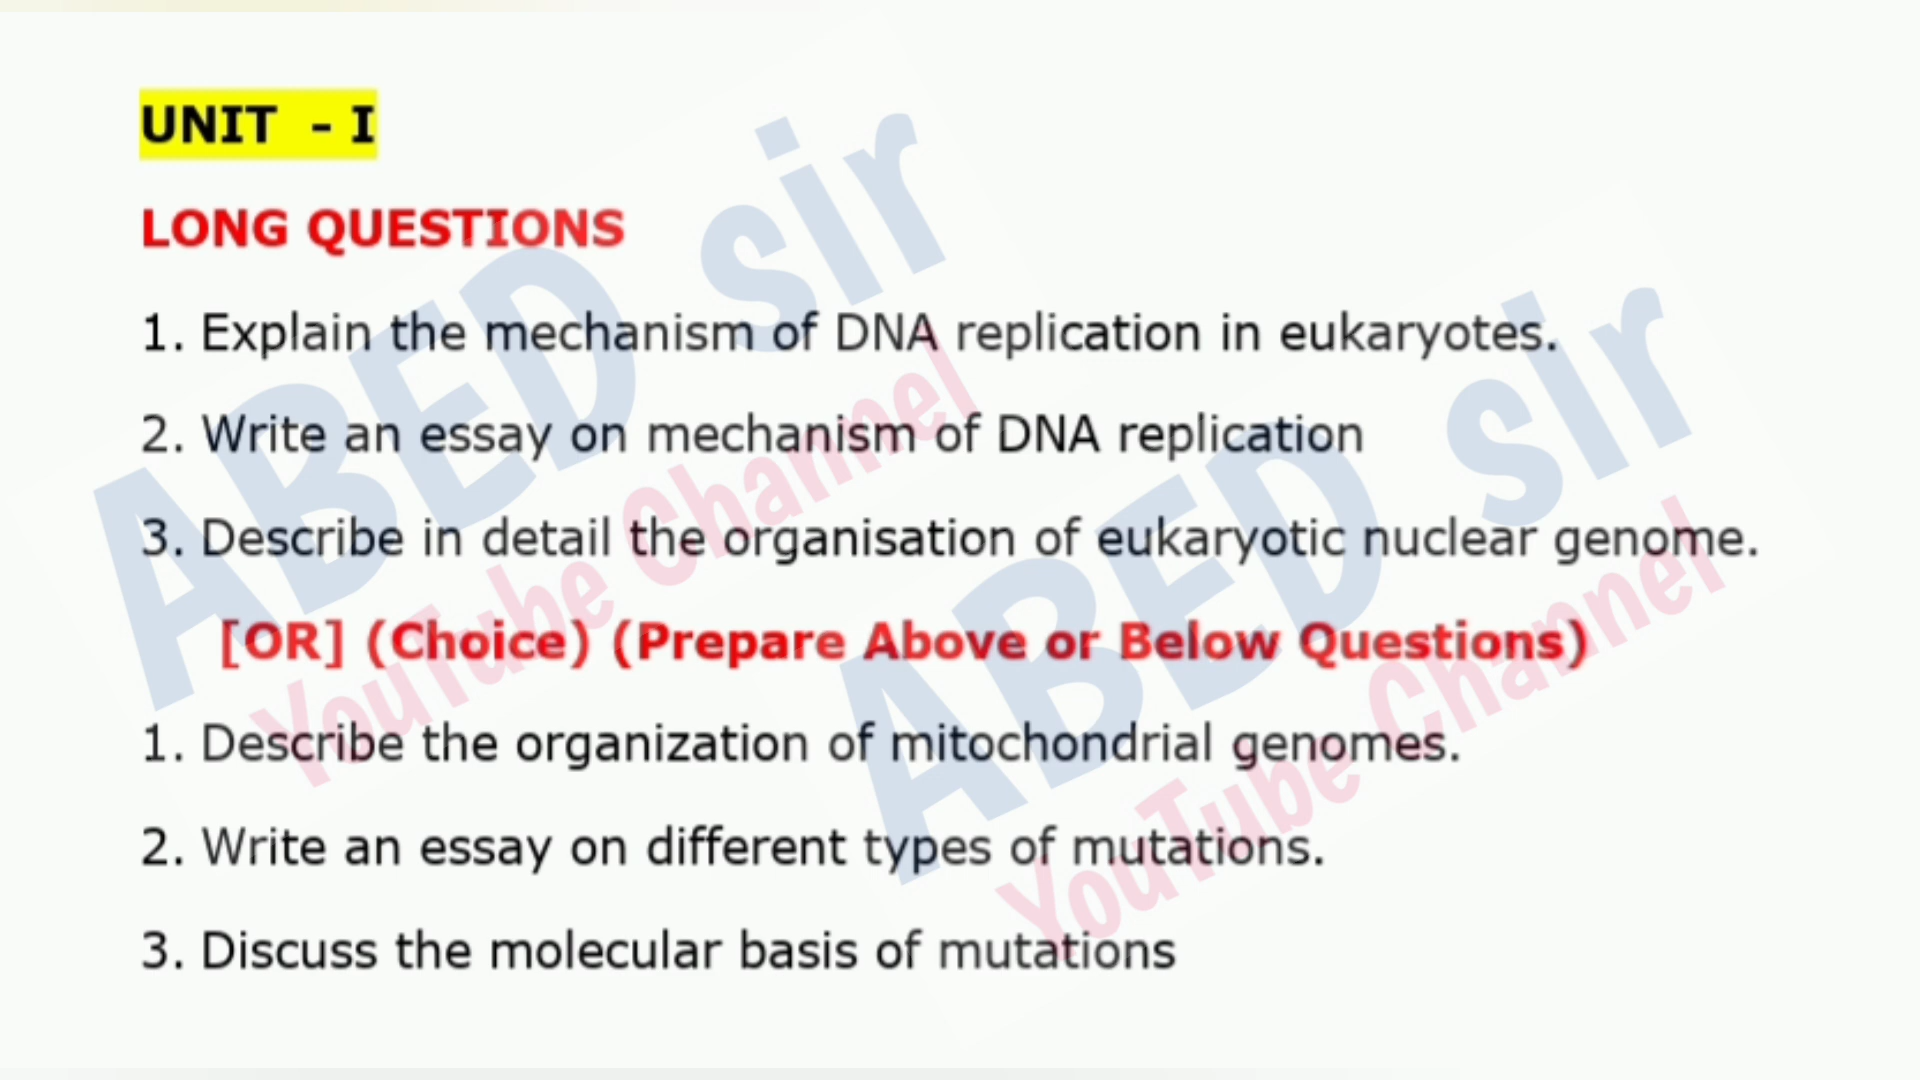 UNIT - I
LONG QUESTIONS
1. Explain the mechanism of DNA replication in eukaryotes.
2. Write an essay on mechanism of DNA replication
3. Describe in detail the organisation of eukaryotic nuclear genome.
[OR] (Choice) (Prepare Above or Below Questions)
1. Describe the organization of mitochondrial genomes.
2. Write an essay on different types of mutations.
3. Discuss the molecular basis of mutations
ABED sir
YouTube Channel
ABED sir
YouTube Channel